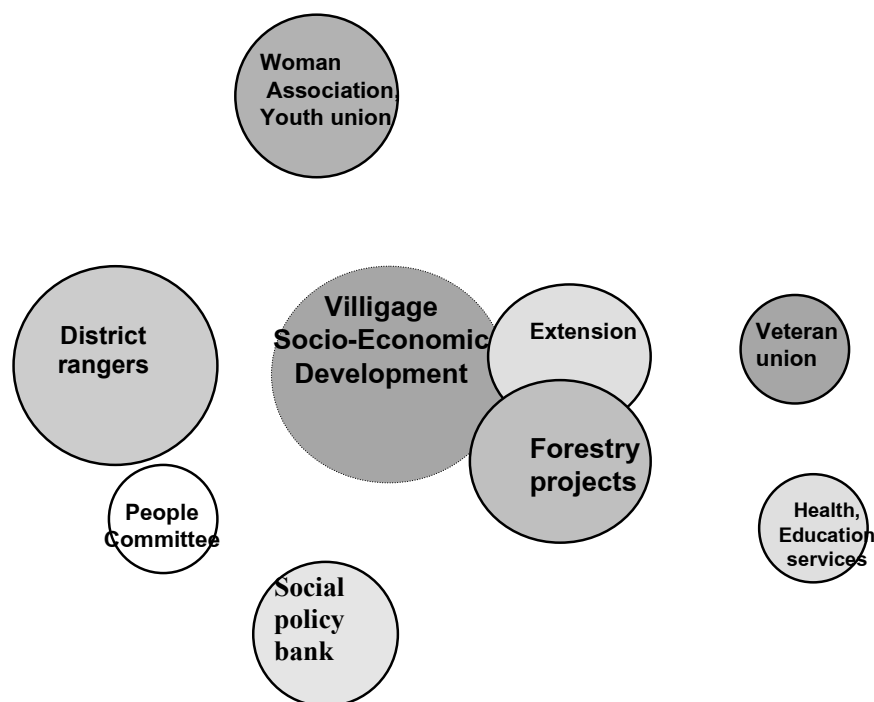 Woman
Association,
Youth union
Villigage
Socio-Economic
Development
District
rangers
Extension
Veteran
union
Forestry
projects
People
Committee
Health,
Education
services
Social
policy
bank